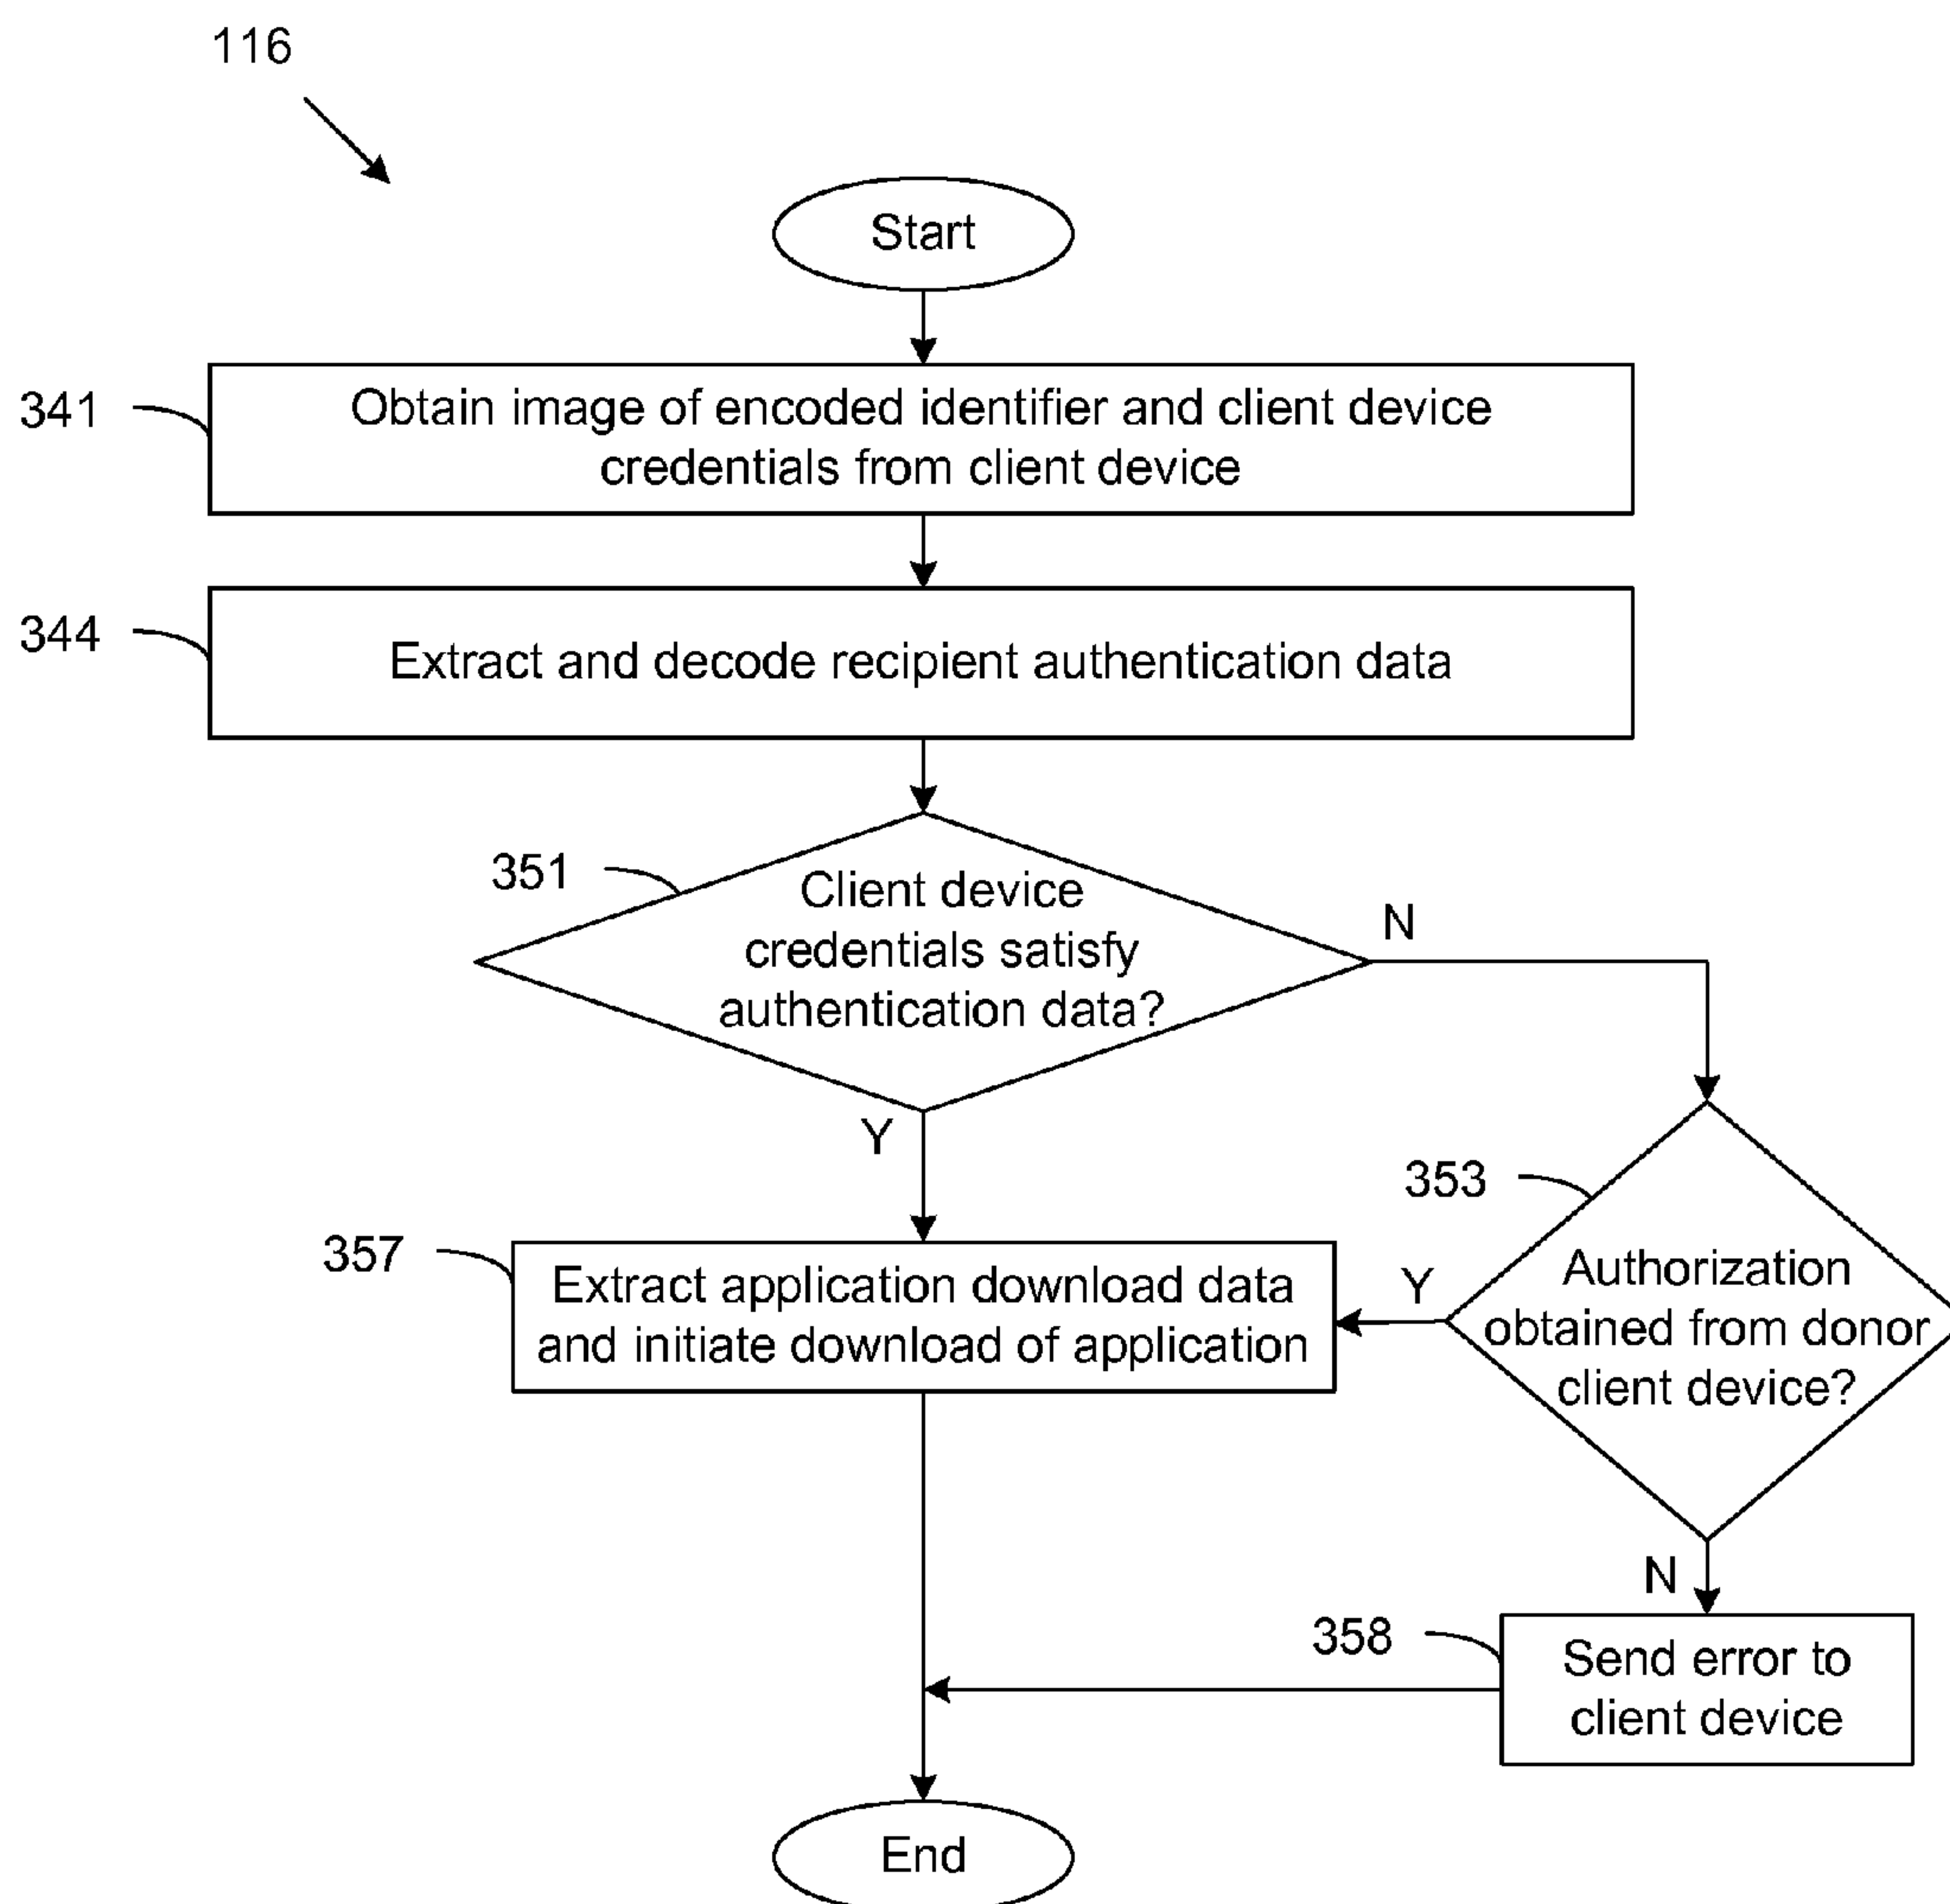 116
Start
341
Obtain image of encoded identifier and client device
credentials from client device
344
Extract and decode recipient authentication data
351
Client device
credentials satisfy
authentication data?
N
Y
353
Authorization
obtained from donor
client device?
Y
357
Extract application download data
and initiate download of application
N
358
Send error to
client device
End